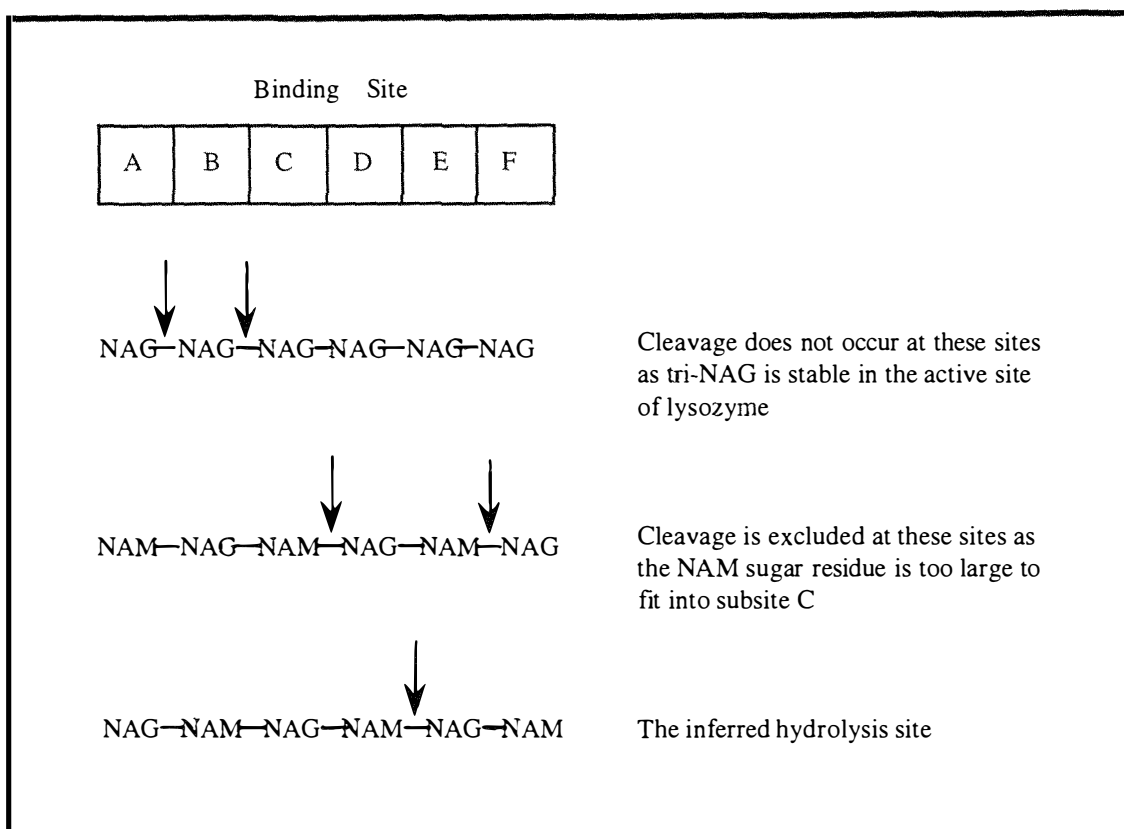 Binding Site
A B C D E F
NAG—NAG—NAG—NAG—NAG—NAG
Cleavage does not occur at these sites
as tri-NAG is stable in the active site
of lysozyme
NAM—NAG—NAM—NAG—NAM—NAG
Cleavage is excluded at these sites as
the NAM sugar residue is too large to
fit into subsite C
NAG—NAM—NAG—NAM—NAG—NAM
The inferred hydrolysis site